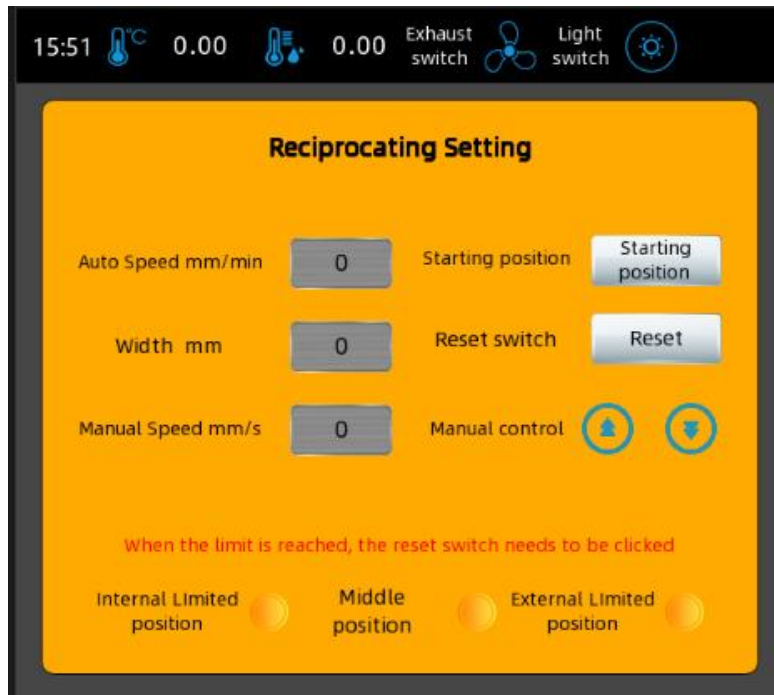 15:51 °C 0.00 0.00 Exhaust switch Light switch
Reciprocating Setting
Auto Speed mm/min 0 Starting position Starting position
Width mm 0 Reset switch Reset
Manual Speed mm/s 0 Manual control
When the limit is reached, the reset switch needs to be clicked
Internal LImited position Middle position External LImited position